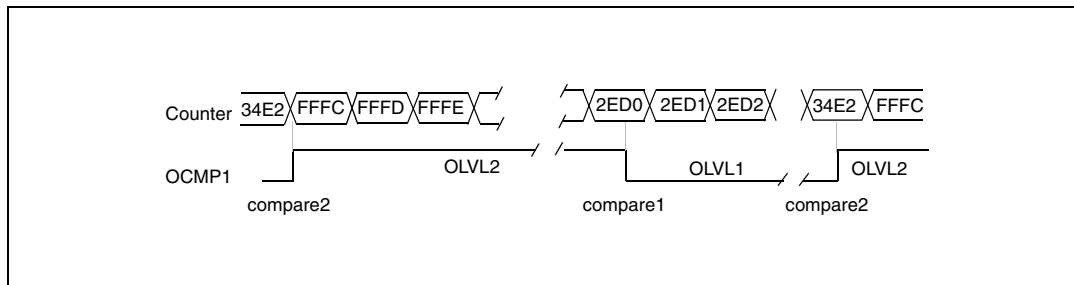 Counter 34E2 FFFC FFFD FFFE 2ED0 2ED1 2ED2 34E2 FFFC
OCMP1 OLVL2 OLVL1 OLVL2
compare2 compare1 compare2